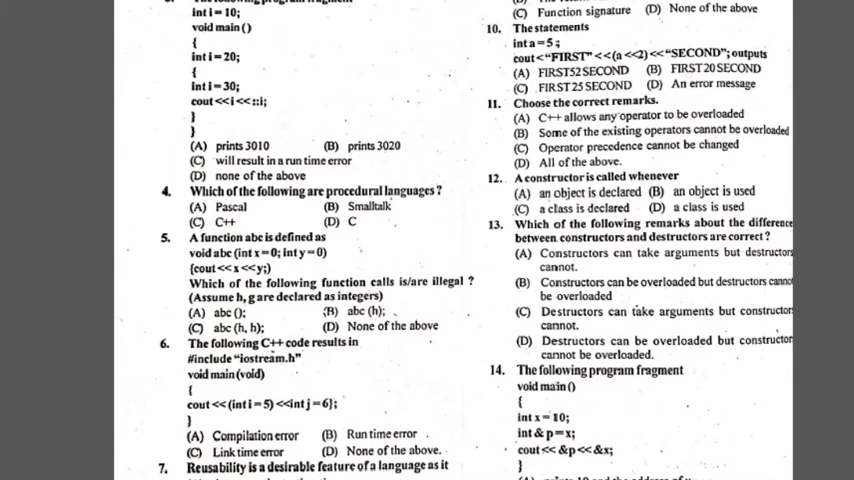 int i = 10;
void main ()
{
int i = 20;
{
int i = 30;
cout << i << ::i;
}
}
(A) prints 3010 (B) prints 3020
(C) will result in a run time error
(D) none of the above
4. Which of the following are procedural languages ?
(A) Pascal (B) Smalltalk
(C) C++ (D) C
5. A function abc is defined as
void abc (int x = 0; int y = 0)
{cout << x << y;)
Which of the following function calls is/are illegal ?
(Assume h, g are declared as integers)
(A) abc (); (B) abc (h);
(C) abc (h, h); (D) None of the above
6. The following C++ code results in
#include "iostream.h"
void main (void)
{
cout << (int i = 5) << int j = 6};
}
(A) Compilation error (B) Run time error
(C) Link time error (D) None of the above.
7. Reusability is a desirable feature of a language as it
(C) Function signature (D) None of the above
10. The statements
int a = 5 ;
cout < "FIRST" << (a << 2) << "SECOND"; outputs
(A) FIRST52 SECOND (B) FIRST 20 SECOND
(C) FIRST 25 SECOND (D) An error message
11. Choose the correct remarks.
(A) C++ allows any operator to be overloaded
(B) Some of the existing operators cannot be overloaded
(C) Operator precedence cannot be changed
(D) All of the above.
12. A constructor is called whenever
(A) an object is declared (B) an object is used
(C) a class is declared (D) a class is used
13. Which of the following remarks about the difference
between constructors and destructors are correct ?
(A) Constructors can take arguments but destructors
cannot.
(B) Constructors can be overloaded but destructors cannot
be overloaded
(C) Destructors can take arguments but constructors
cannot.
(D) Destructors can be overloaded but constructors
cannot be overloaded.
14. The following program fragment
void main ()
{
int x = 10;
int & p = x;
cout << &p << &x;
}